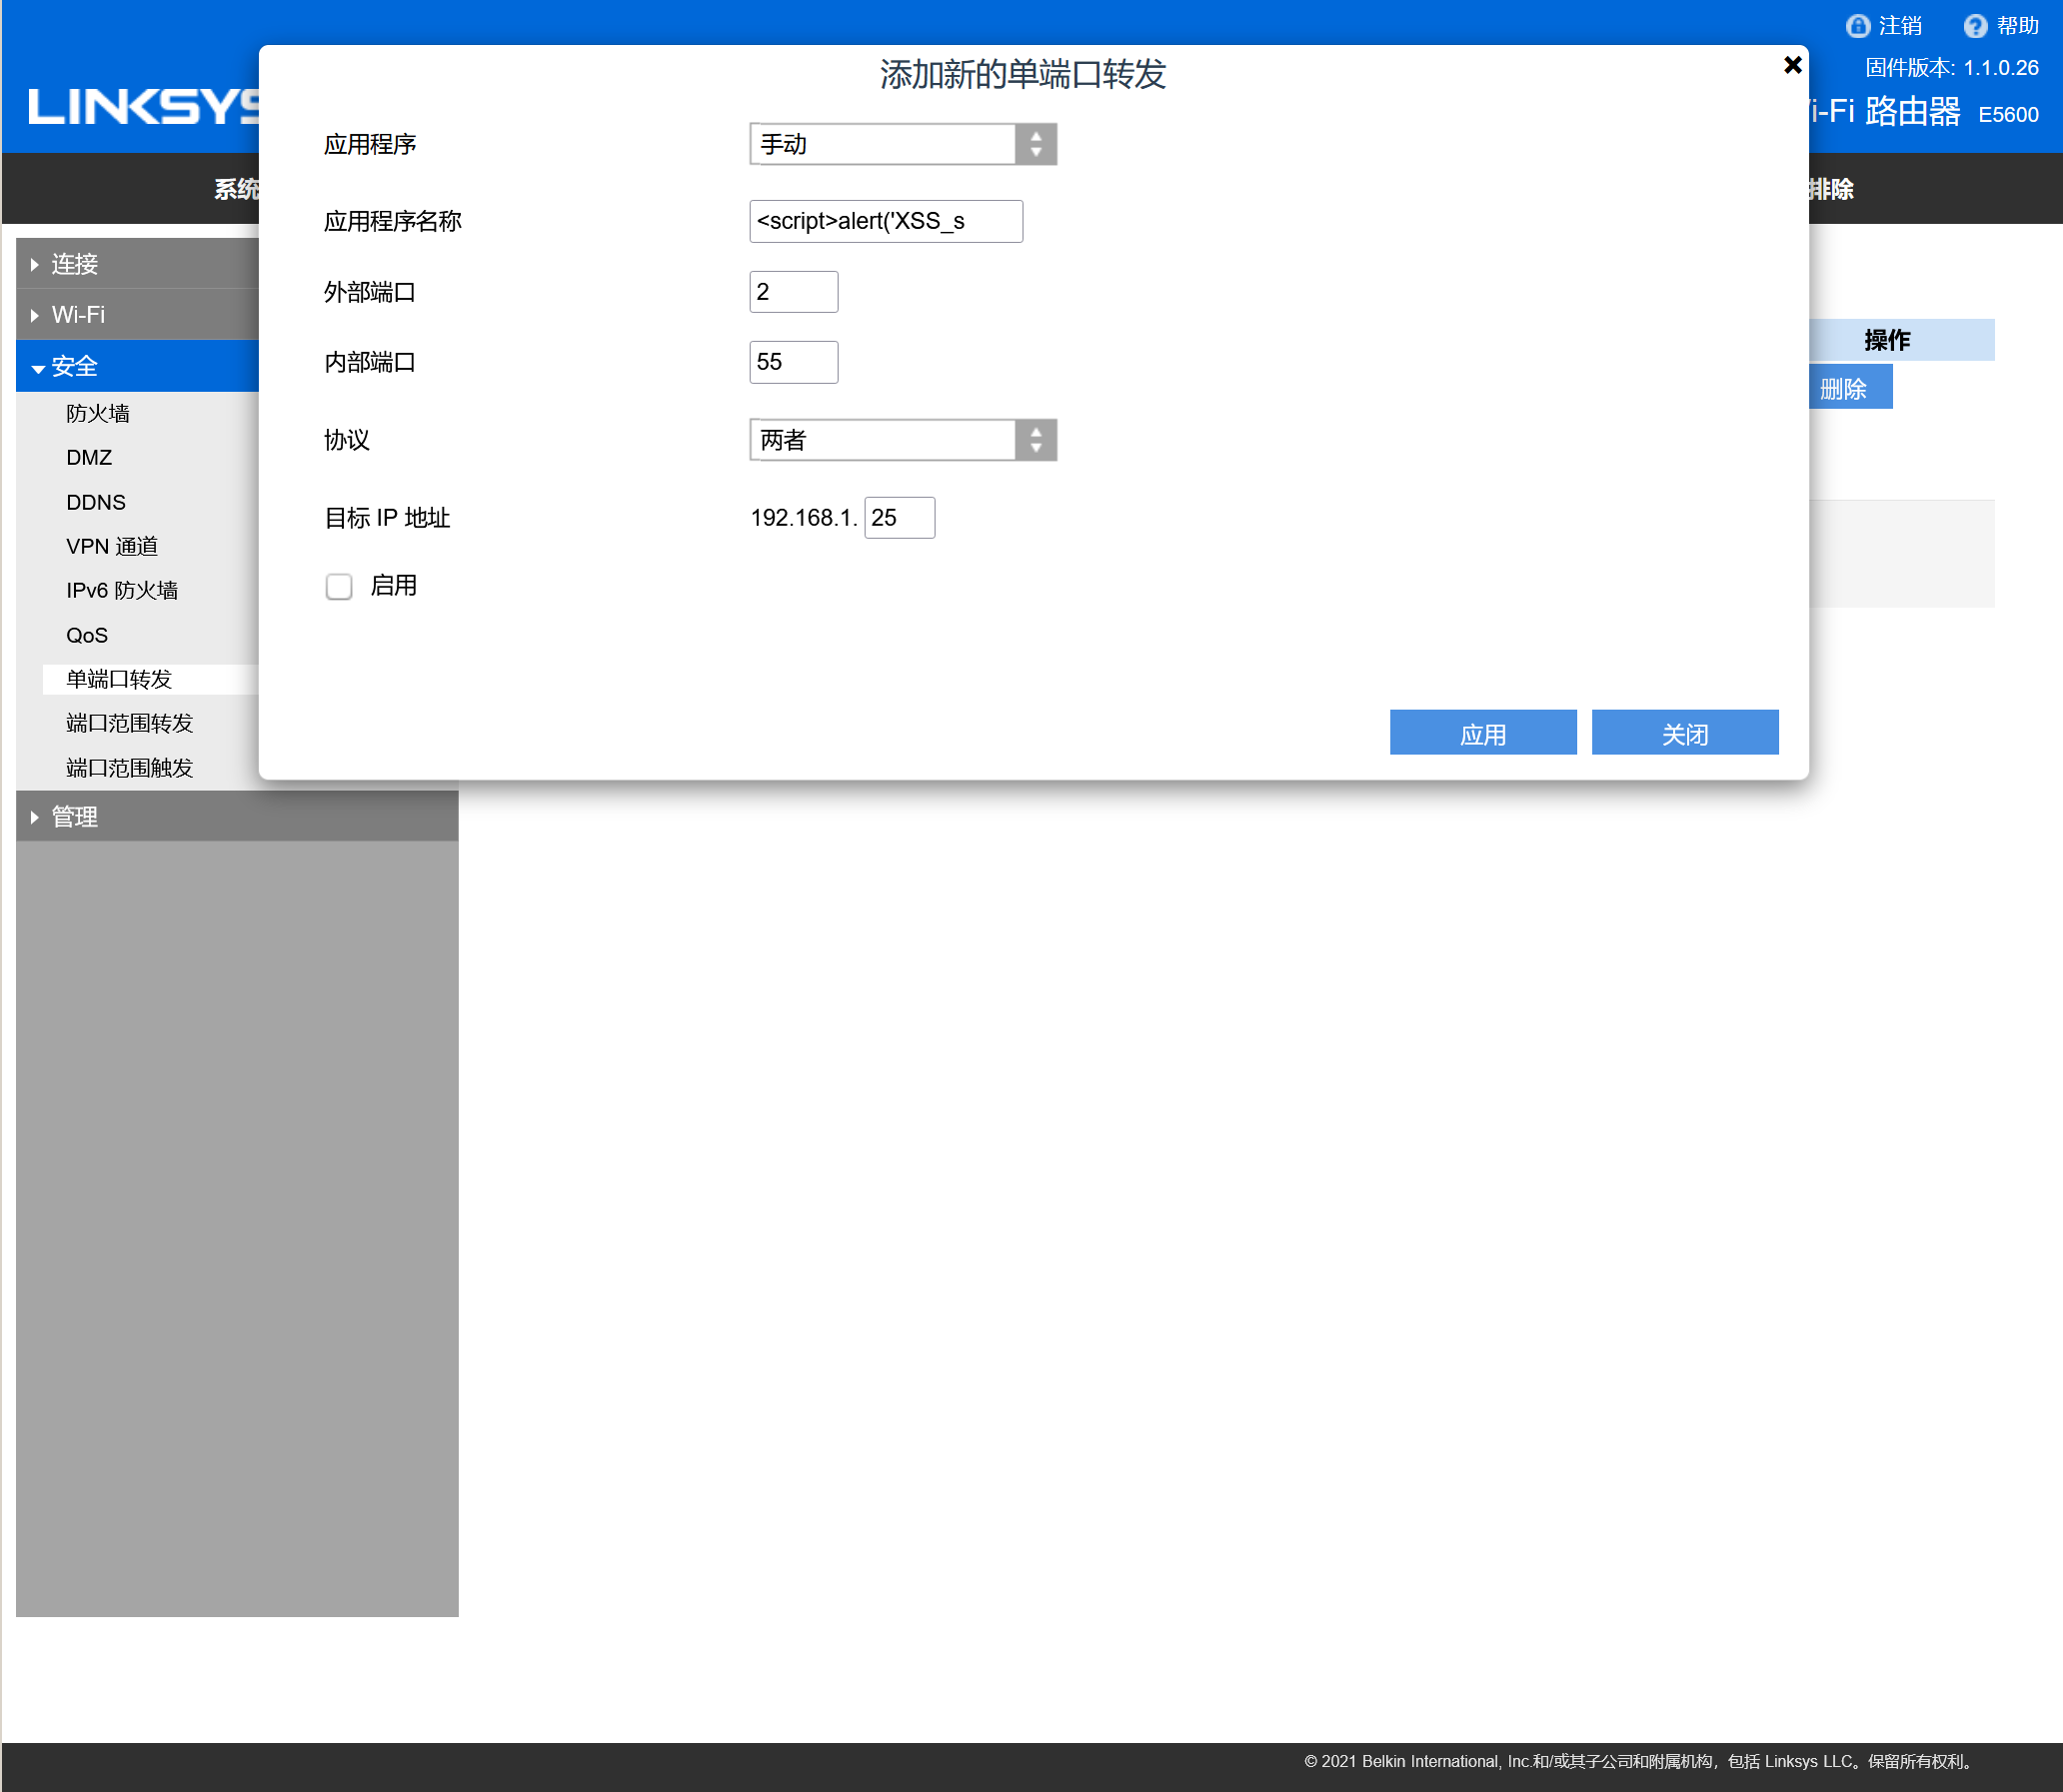 注销 帮助
固件版本: 1.1.0.26
LINKSYS
i-Fi 路由器 E5600
系统
排除
添加新的单端口转发
应用程序 手动
应用程序名称 <script>alert('XSS_s
外部端口 2
内部端口 55
协议 两者
目标 IP 地址 192.168.1. 25
启用
应用 关闭
连接
Wi-Fi
安全
防火墙
DMZ
DDNS
VPN 通道
IPv6 防火墙
QoS
单端口转发
端口范围转发
端口范围触发
管理
操作
删除
© 2021 Belkin International, Inc.和/或其子公司和附属机构，包括 Linksys LLC。保留所有权利。